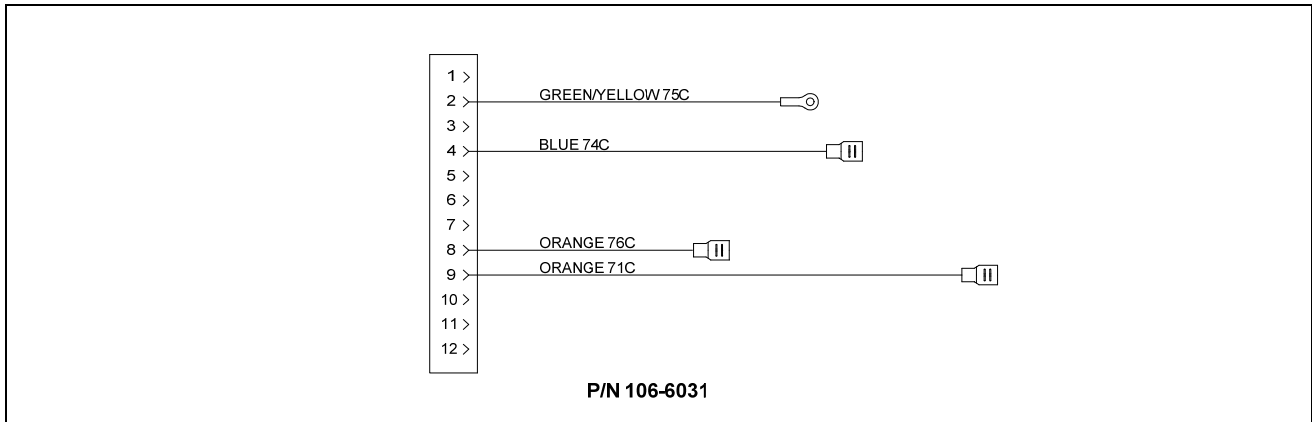 1
2 GREEN/YELLOW 75C
3
4 BLUE 74C
5
6
7
8 ORANGE 76C
9 ORANGE 71C
10
11
12
P/N 106-6031